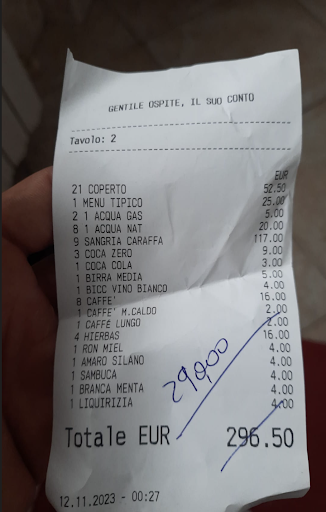 GENTILE OSPITE, IL SUO CONTO
Tavolo: 2
EUR
21 COPERTO 52.50
1 MENU TIPICO 25.00
2 1 ACQUA GAS 5.00
8 1 ACQUA NAT 20.00
9 SANGRIA CARAFFA 117.00
3 COCA ZERO 9.00
1 COCA COLA 3.00
1 BIRRA MEDIA 5.00
1 BICC VINO BIANCO 4.00
8 CAFFE' 16.00
1 CAFFE' M.CALDO 2.00
1 CAFFE LUNGO 2.00
4 HIERBAS 16.00
1 RON MIEL 4.00
1 AMARO SILANO 4.00
1 SAMBUCA 4.00
1 BRANCA MENTA 4.00
1 LIQUIRIZIA 4.00
290,00
Totale EUR 296.50
12.11.2023 - 00:27